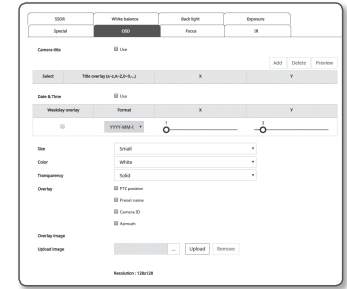 SSDR White balance Back light Exposure
Special OSD Focus IR
Camera title Use
Add Delete Preview
Select Title overlay (a~z,A~Z,0~9,-,.) X Y
Date & Time Use
Weekday overlay Format X Y
YYYY-MM-[ 1 3
Size Small
Color White
Transparency Solid
Overlay PTZ position
Preset name
Camera ID
Azimuth
Overlay image
Upload image ... Upload Remove
Resolution : 128x128